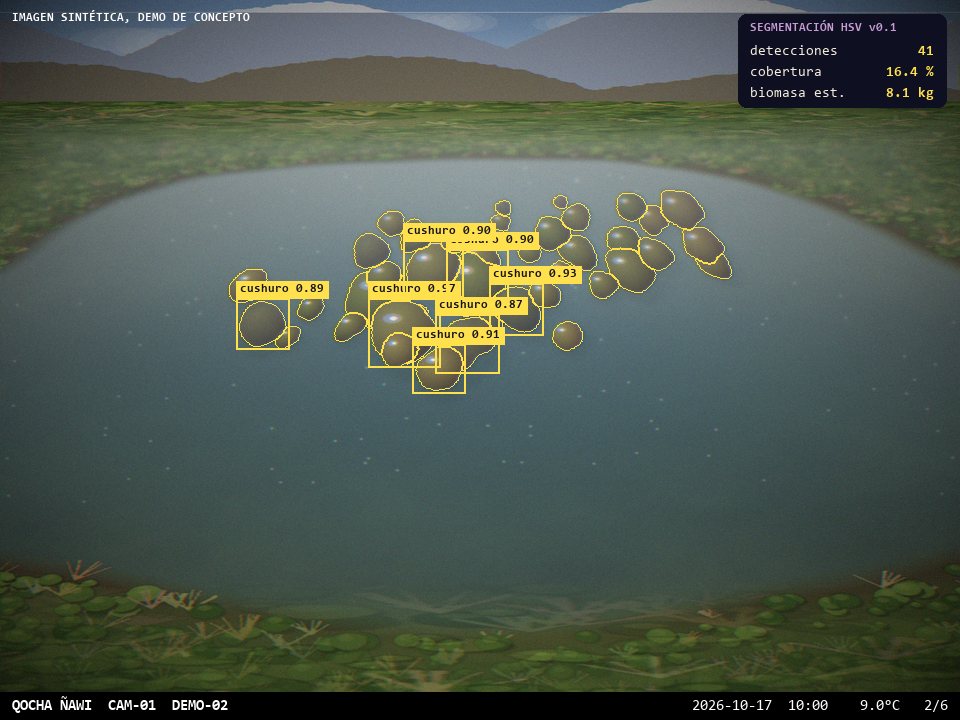 IMAGEN SINTÉTICA, DEMO DE CONCEPTO
SEGMENTACIÓN HSV v0.1
detecciones 41
cobertura 16.4 %
biomasa est. 8.1 kg
cushuro 0.90
cushuro 0.90
cushuro 0.93
cushuro 0.89
cushuro 0.97
cushuro 0.87
cushuro 0.91
QOCHA ÑAWI CAM-01 DEMO-02
2026-10-17 10:00 9.0°C 2/6